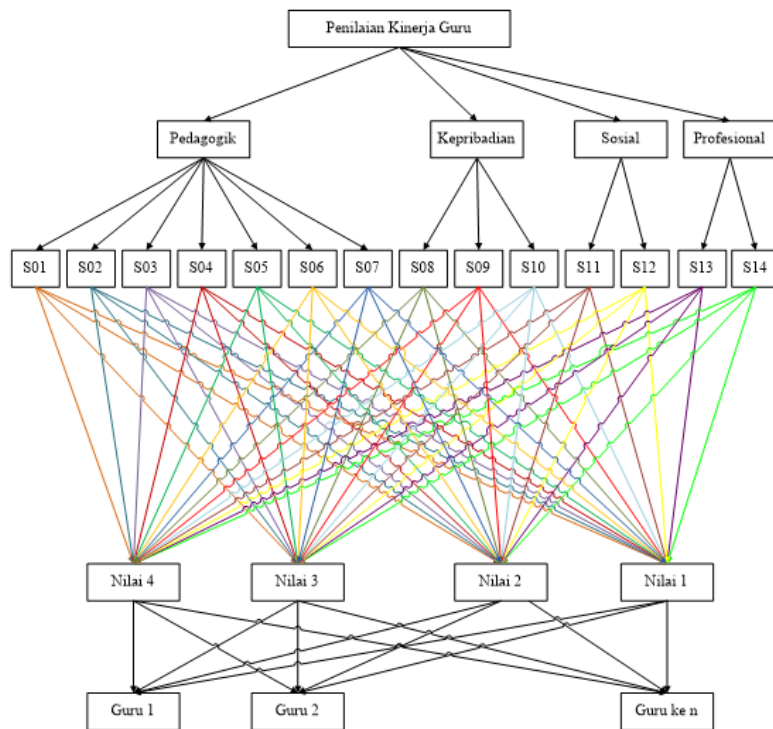 Penilaian Kinerja Guru
Pedagogik
Kepribadian
Sosial
Profesional
S01
S02
S03
S04
S05
S06
S07
S08
S09
S10
S11
S12
S13
S14
Nilai 4
Nilai 3
Nilai 2
Nilai 1
Guru 1
Guru 2
Guru ke n